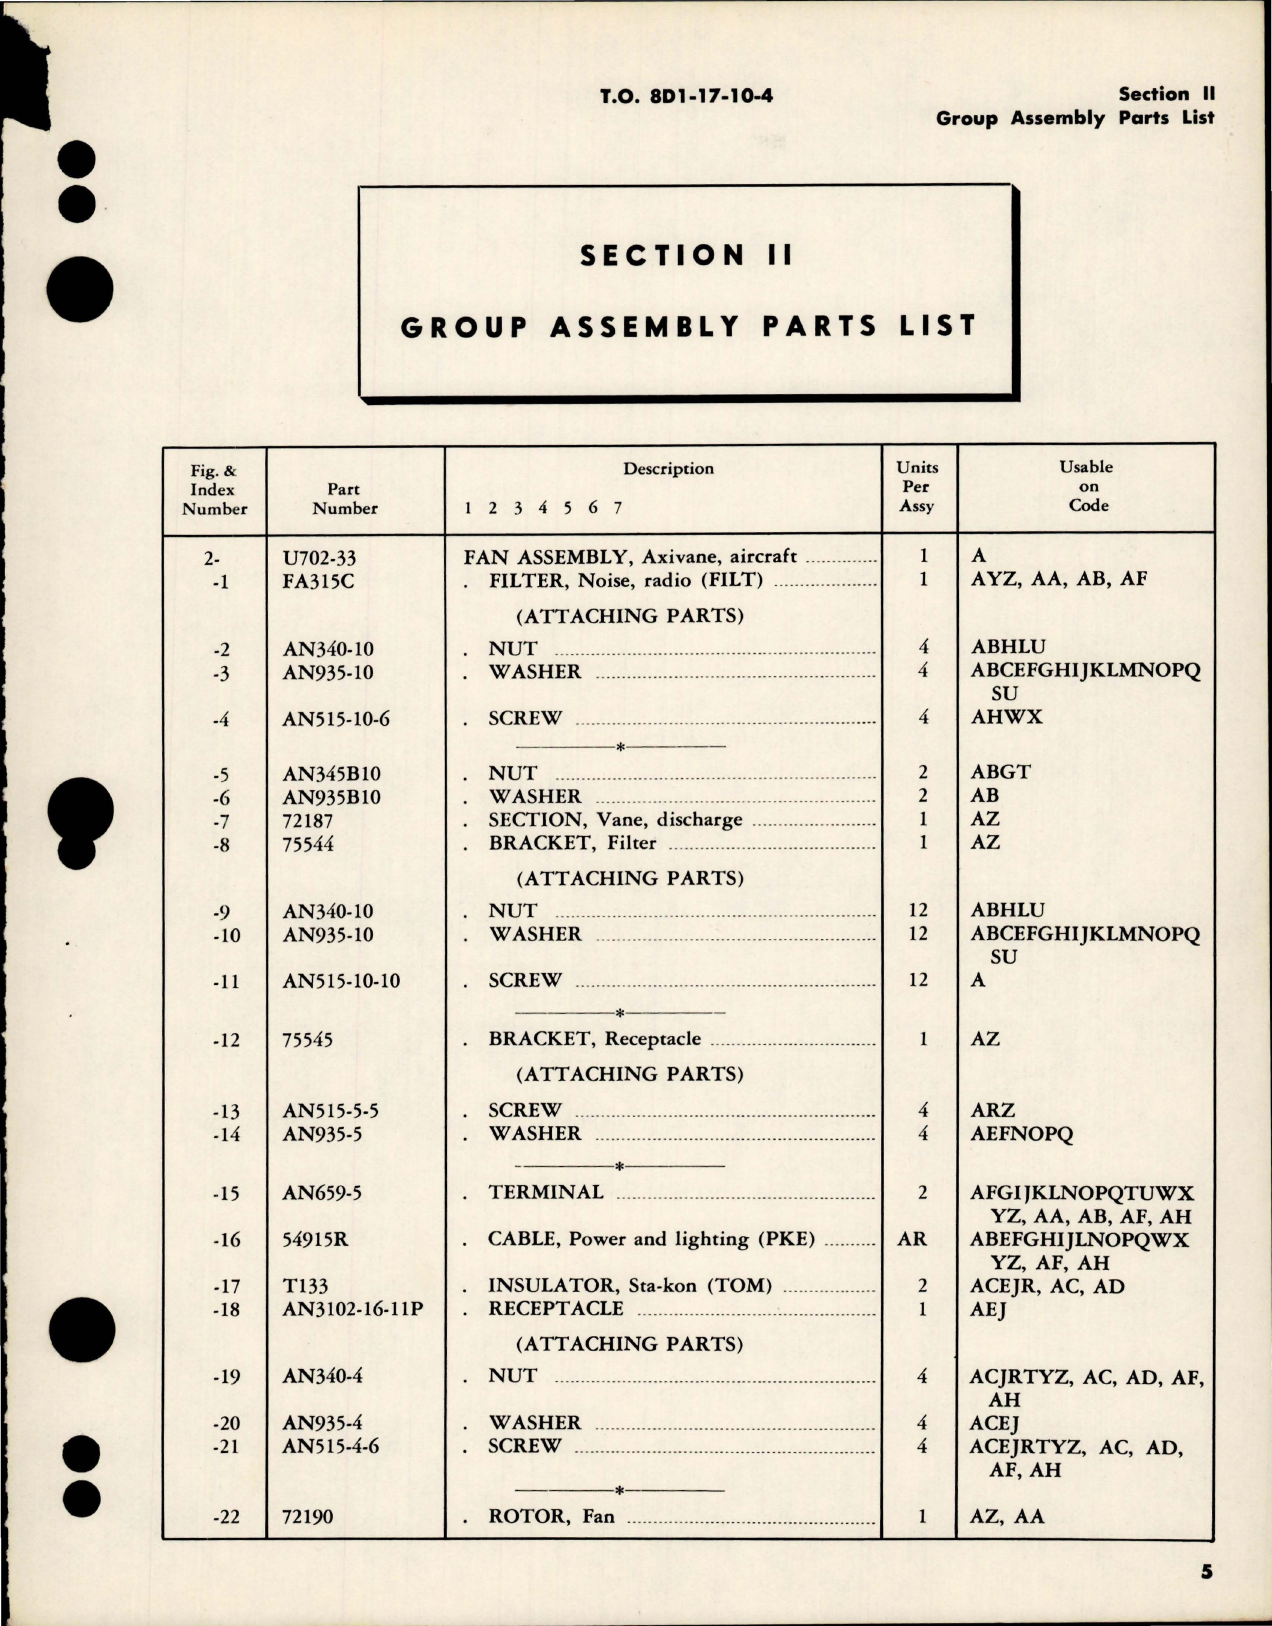 T.O. 8D1-17-10-4
Section II
Group Assembly Parts List
SECTION II
GROUP ASSEMBLY PARTS LIST
Fig. & Index Number | Part Number | Description 1 2 3 4 5 6 7 | Units Per Assy | Usable on Code
2- U702-33 FAN ASSEMBLY, Axivane, aircraft 1 A
-1 FA315C . FILTER, Noise, radio (FILT) 1 AYZ, AA, AB, AF
(ATTACHING PARTS)
-2 AN340-10 . NUT 4 ABHLU
-3 AN935-10 . WASHER 4 ABCEFGHIJKLMNOPQ
SU
-4 AN515-10-6 . SCREW 4 AHWX
*
-5 AN345B10 . NUT 2 ABGT
-6 AN935B10 . WASHER 2 AB
-7 72187 . SECTION, Vane, discharge 1 AZ
-8 75544 . BRACKET, Filter 1 AZ
(ATTACHING PARTS)
-9 AN340-10 . NUT 12 ABHLU
-10 AN935-10 . WASHER 12 ABCEFGHIJKLMNOPQ
SU
-11 AN515-10-10 . SCREW 12 A
*
-12 75545 . BRACKET, Receptacle 1 AZ
(ATTACHING PARTS)
-13 AN515-5-5 . SCREW 4 ARZ
-14 AN935-5 . WASHER 4 AEFNOPQ
*
-15 AN659-5 . TERMINAL 2 AFGIJKLNOPQTUWX
YZ, AA, AB, AF, AH
-16 54915R . CABLE, Power and lighting (PKE) AR ABEFGHIJLNOPQWX
YZ, AF, AH
-17 T133 . INSULATOR, Sta-kon (TOM) 2 ACEJR, AC, AD
-18 AN3102-16-11P . RECEPTACLE 1 AEJ
(ATTACHING PARTS)
-19 AN340-4 . NUT 4 ACJRTYZ, AC, AD, AF,
AH
-20 AN935-4 . WASHER 4 ACEJ
-21 AN515-4-6 . SCREW 4 ACEJRTYZ, AC, AD,
AF, AH
*
-22 72190 . ROTOR, Fan 1 AZ, AA
5